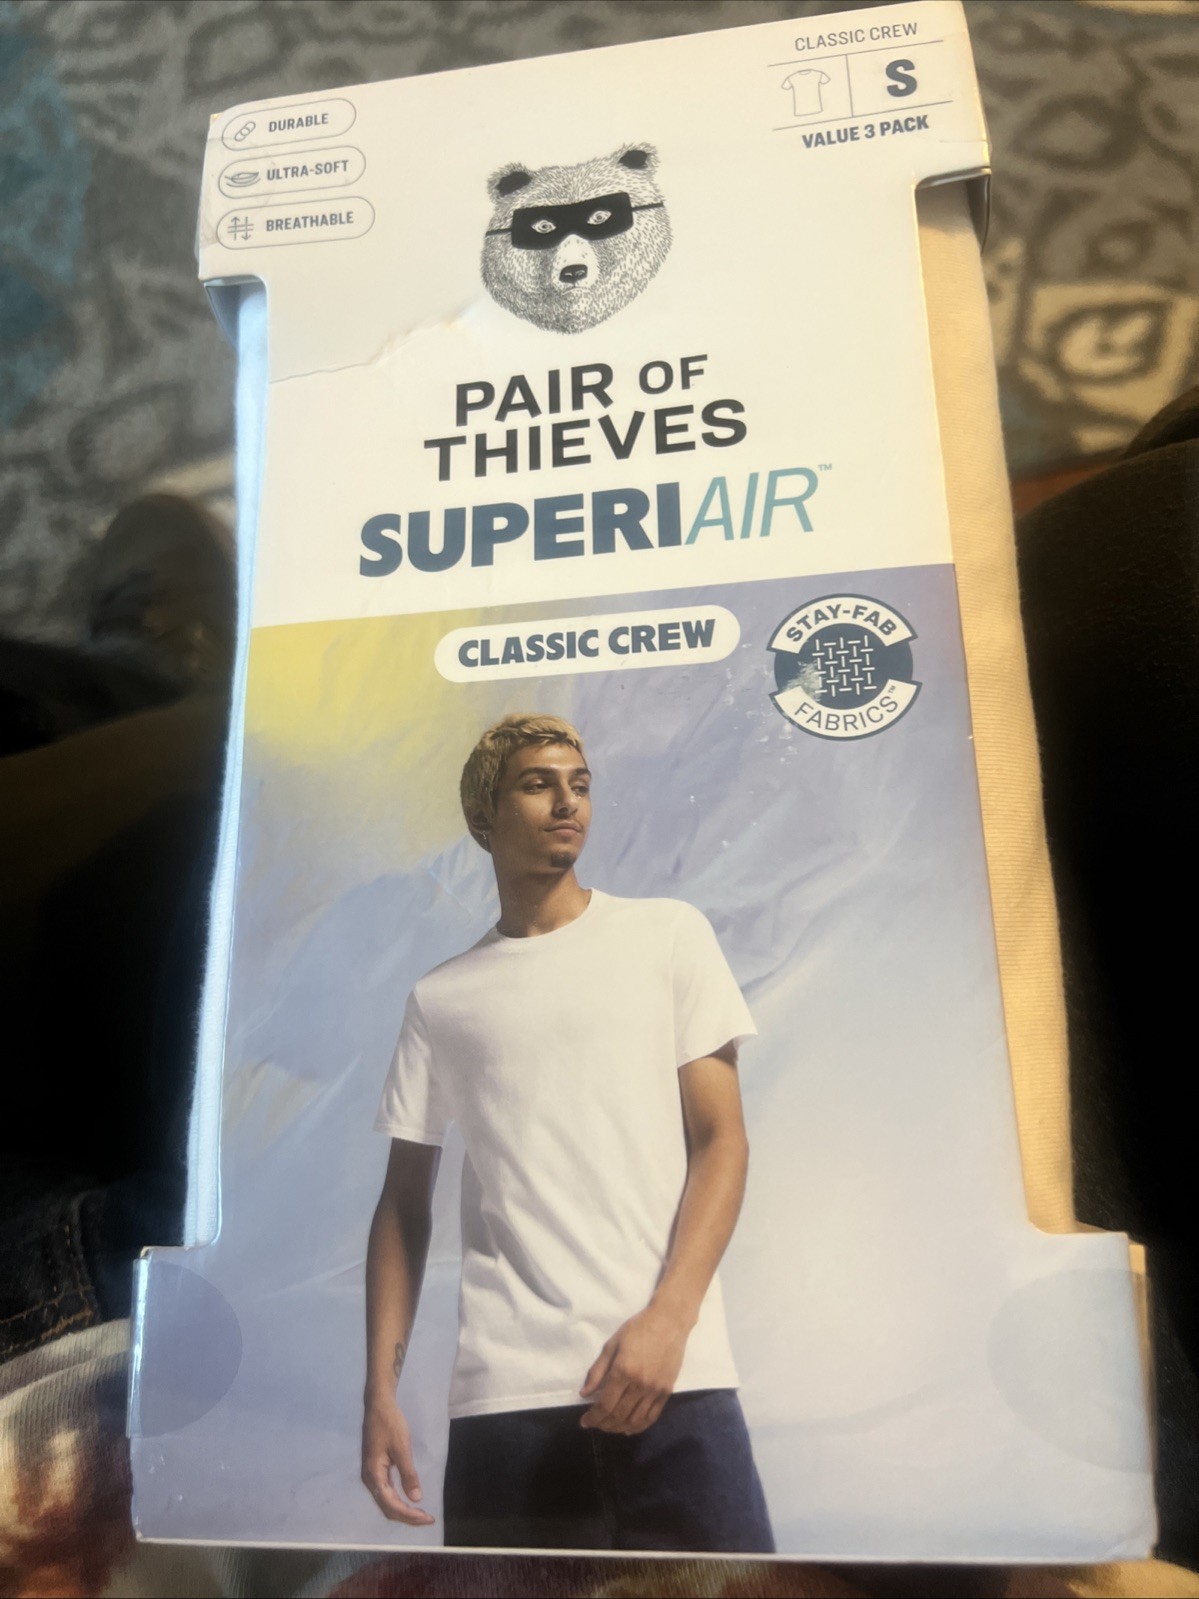 CLASSIC CREW
S
VALUE 3 PACK
DURABLE
ULTRA-SOFT
BREATHABLE
PAIR OF
THIEVES
SUPERIAIR™
CLASSIC CREW
STAY-FAB
FABRICS™